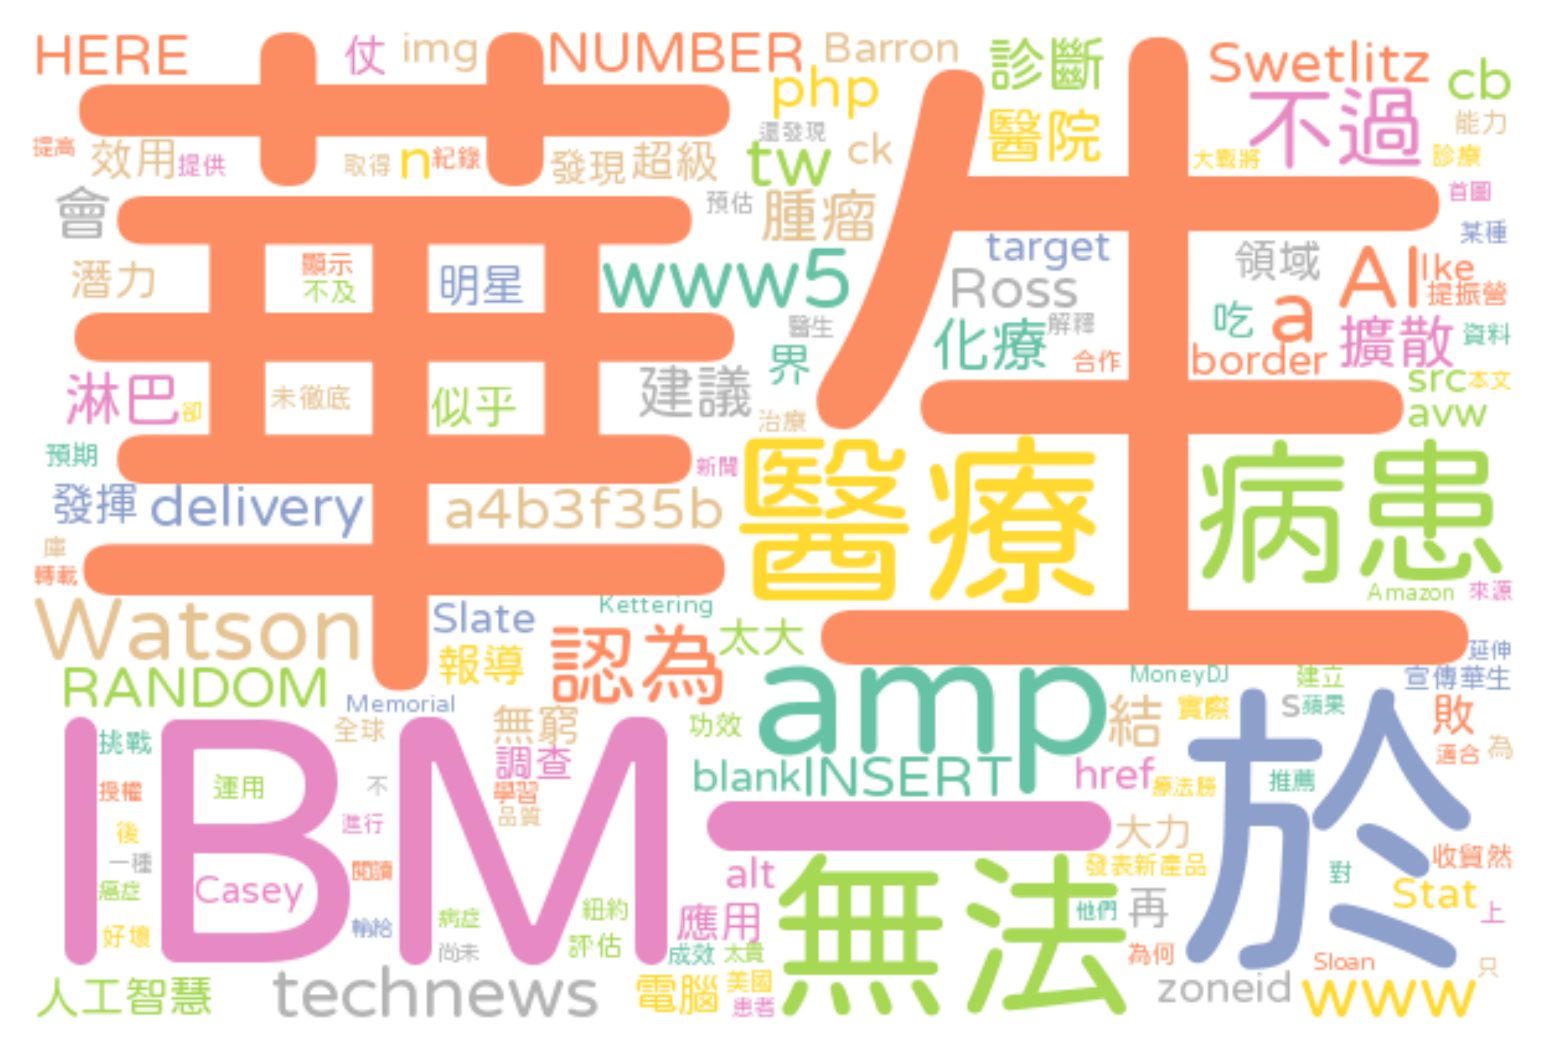 HERE 仗 img NUMBER Barron 診斷 Swetlitz cb
php 不過
華生
提高 效用 提供 取得 n 紀錄 發現 超級 還發現 tw ck 醫院 大戰將 能力 診療
會 預估 腫瘤 首圖
某種
潛力 顯示 不及 明星 www5 target 領域 AI Ike
Ross 提振營
醫生 化療 解釋 吃 a 擴散 資料
淋巴 卻 未徹底 似乎 建議 界 合作 border src 本文
治療 avw
預期 新聞 醫療 病患
發揮 delivery a4b3f35b
庫
轉載 Amazon 來源
Watson Slate Kettering 認為 太大 延伸
報導
RANDOM Memorial amp MoneyDJ 建立 宣傳華生
IBM
挑戰 全球 無窮 功效 結 實際 s 蘋果 於 敗
調查 適合 為
授權 運用 不 學習 blank INSERT href 療法勝 推薦
後 進行 品質 一 大力
一種 閱讀 alt 發表新產品 對 收貿然
癌症 Casey 病症 紐約 應用 無法 他們 再 Stat 上
好壞 輸給 尚未 評估 成效 太貴 為何 Sloan 只
人工智慧 technews 電腦 美國 患者 zoneid www